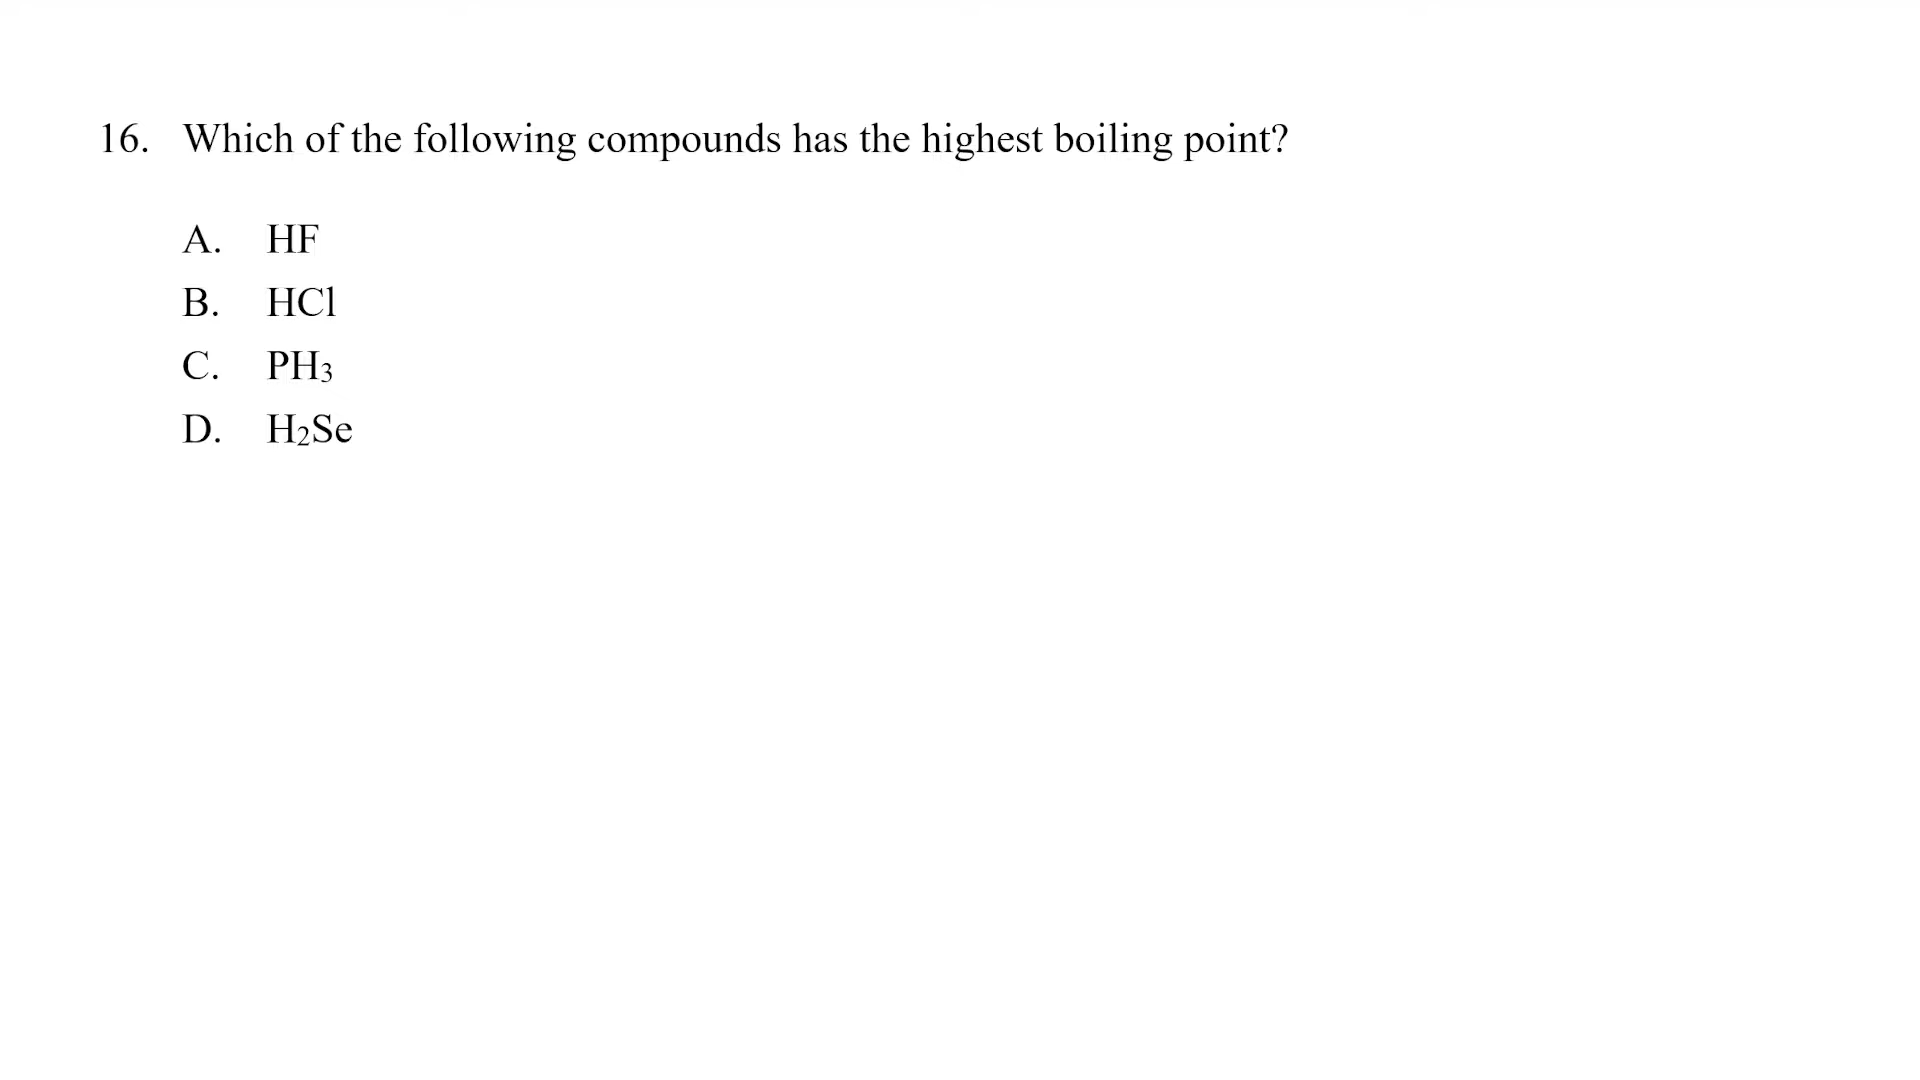 16. Which of the following compounds has the highest boiling point?
A. HF
B. HCl
C. PH₃
D. H₂Se